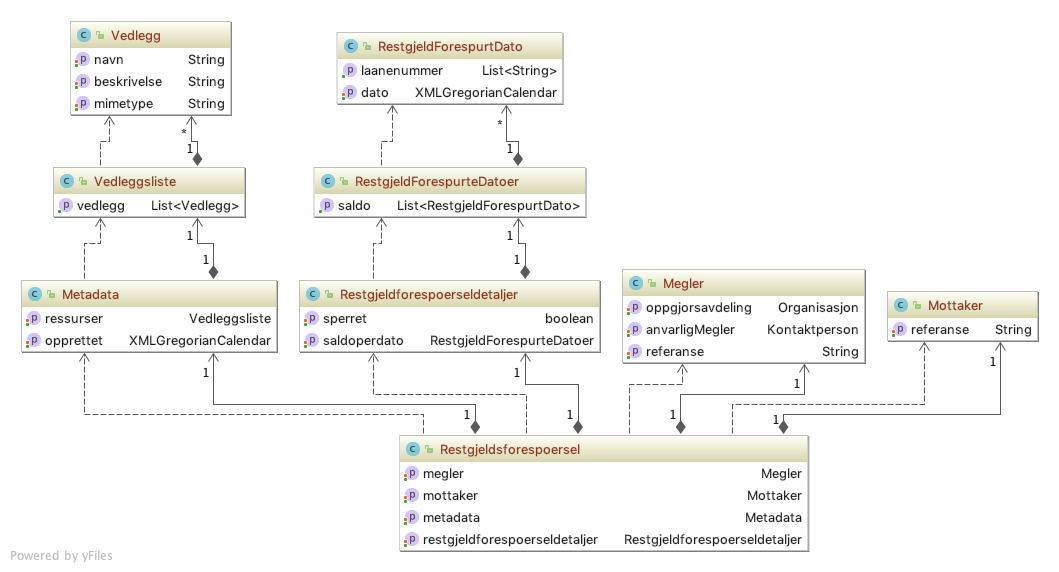 Vedlegg
navn String
beskrivelse String
mimetype String
RestgjeldForespurtDato
laanenummer List<String>
dato XMLGregorianCalendar
*
1
*
1
Vedleggsliste
vedlegg List<Vedlegg>
RestgjeldForespurteDatoer
saldo List<RestgjeldForespurtDato>
1
1
1
1
Metadata
ressurser Vedleggsliste
opprettet XMLGregorianCalendar
Restgjeldforespoerseldetaljer
sperret boolean
saldoperdato RestgjeldForespurteDatoer
Megler
oppgjorsavdeling Organisasjon
anvarligMegler Kontaktperson
referanse String
Mottaker
referanse String
1
1
1
1
1
1
1
1
Restgjeldsforespoersel
megler Megler
mottaker Mottaker
metadata Metadata
restgjeldforespoerseldetaljer Restgjeldforespoerseldetaljer
Powered by yFiles